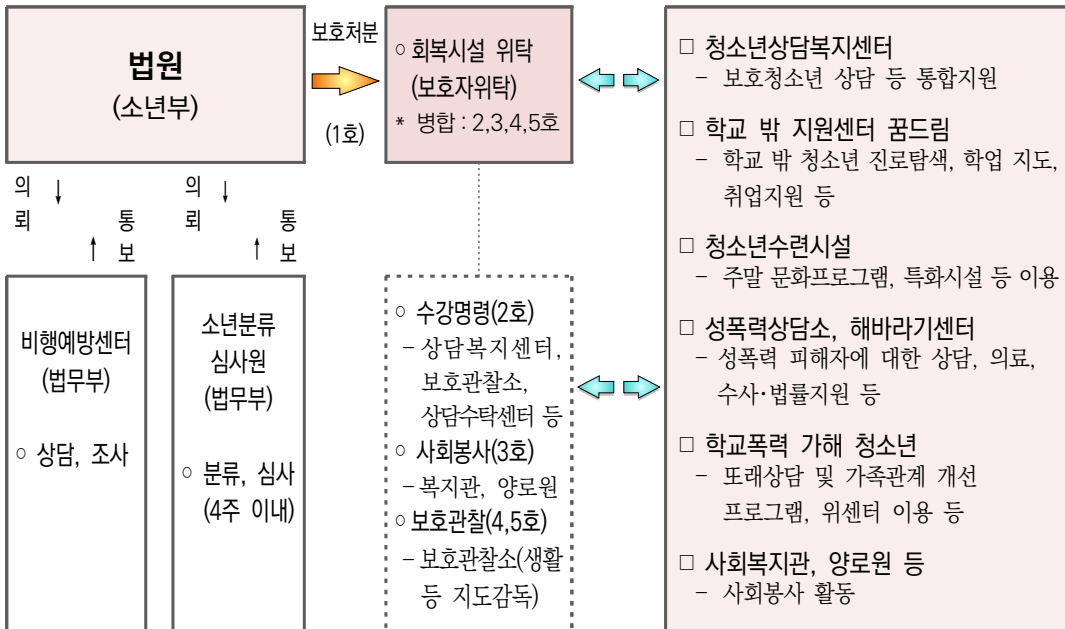 법원
(소년부)
보호처분
(1호)
○ 회복시설 위탁
(보호자위탁)
* 병합 : 2,3,4,5호
의뢰 ↓
↑ 통보
의뢰 ↓
↑ 통보
비행예방센터
(법무부)
○ 상담, 조사
소년분류
심사원
(법무부)
○ 분류, 심사
(4주 이내)
○ 수강명령(2호)
- 상담복지센터,
보호관찰소,
상담수탁센터 등
○ 사회봉사(3호)
- 복지관, 양로원
○ 보호관찰(4,5호)
- 보호관찰소(생활
등 지도감독)
□ 청소년상담복지센터
- 보호청소년 상담 등 통합지원
□ 학교 밖 지원센터 꿈드림
- 학교 밖 청소년 진로탐색, 학업 지도,
취업지원 등
□ 청소년수련시설
- 주말 문화프로그램, 특화시설 등 이용
□ 성폭력상담소, 해바라기센터
- 성폭력 피해자에 대한 상담, 의료,
수사·법률지원 등
□ 학교폭력 가해 청소년
- 또래상담 및 가족관계 개선
프로그램, 위센터 이용 등
□ 사회복지관, 양로원 등
- 사회봉사 활동